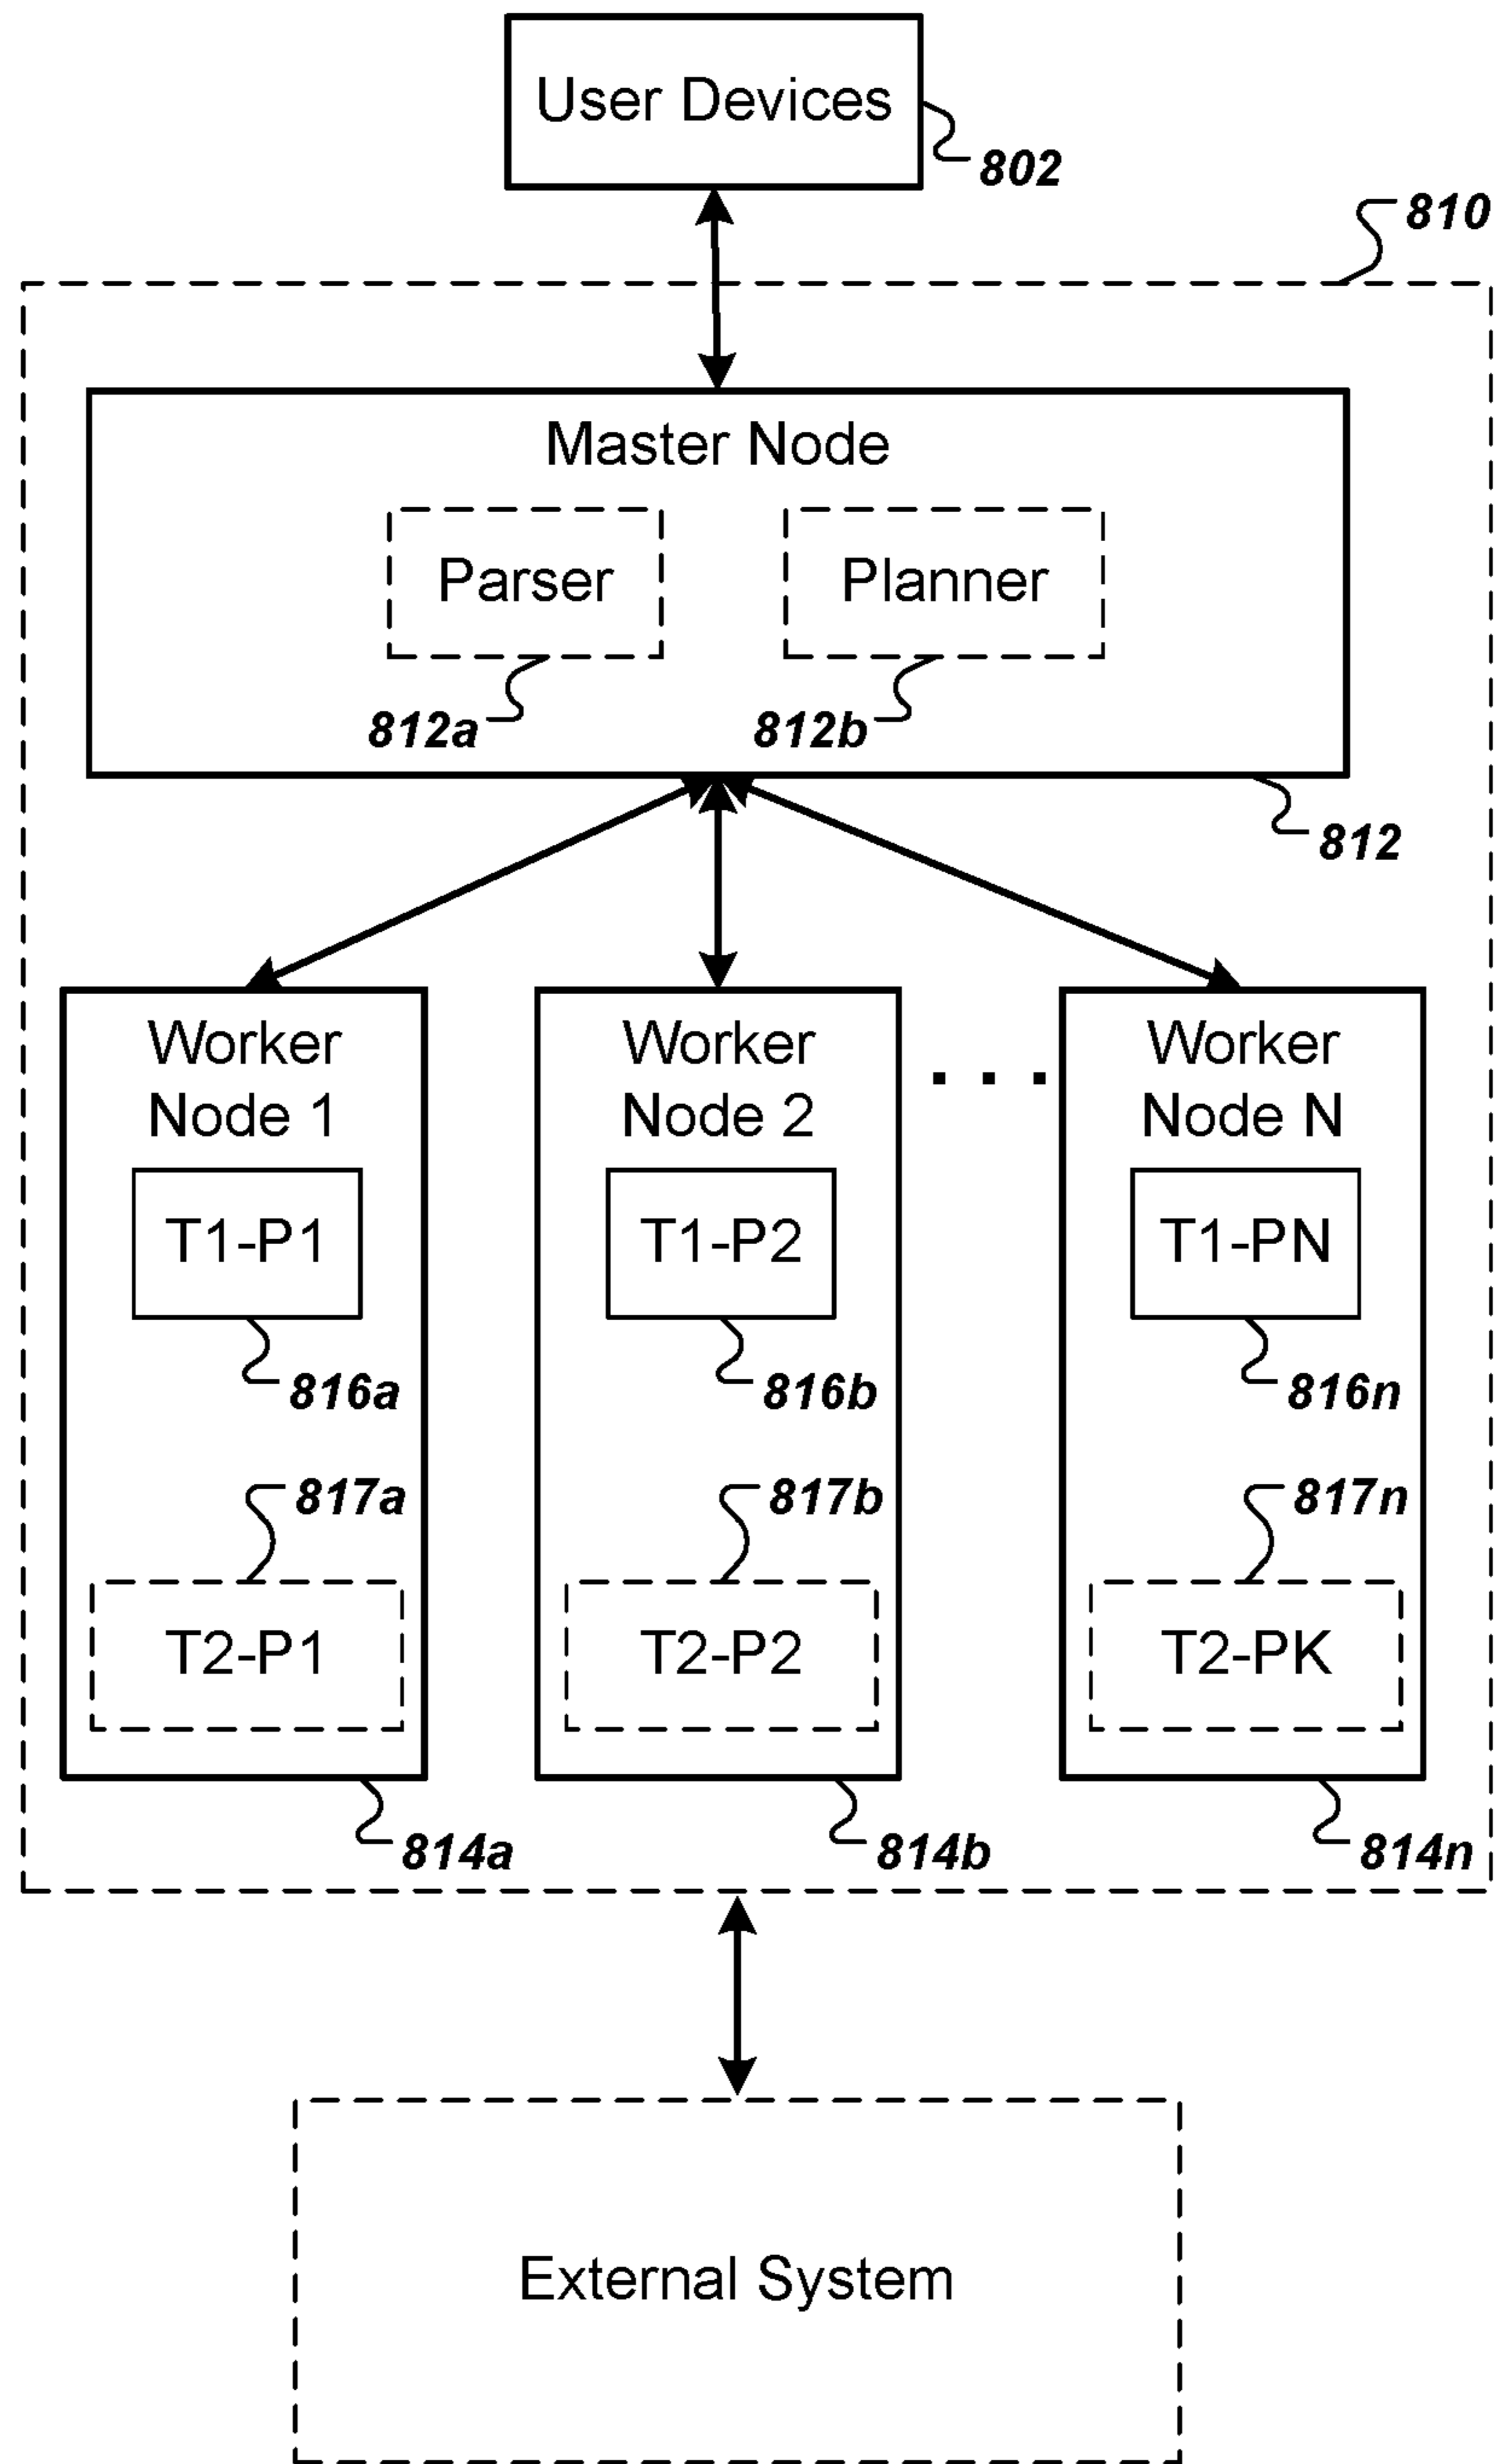 User Devices
802
810
Master Node
Parser
Planner
812a
812b
812
Worker
Node 1
Worker
Node 2
. . .
Worker
Node N
T1-P1
T1-P2
T1-PN
816a
816b
816n
817a
817b
817n
T2-P1
T2-P2
T2-PK
814a
814b
814n
External System